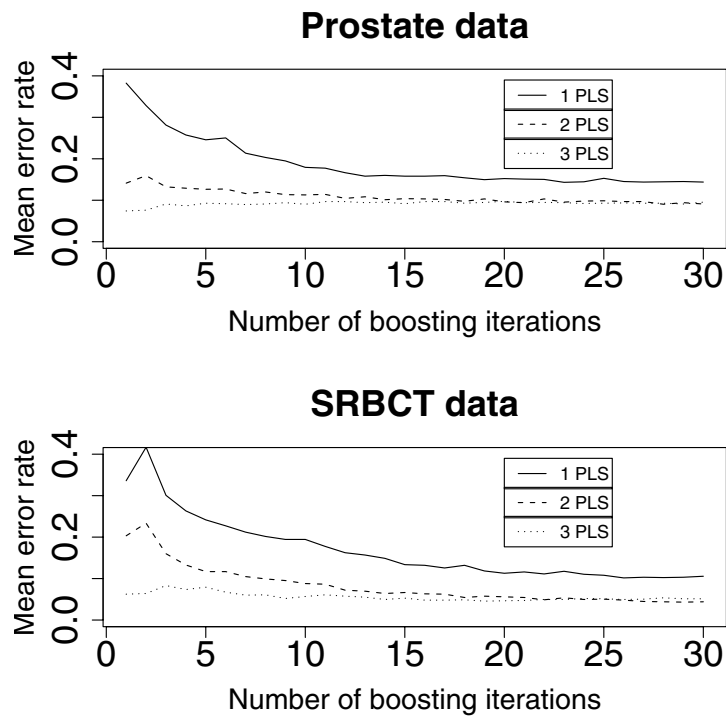 Prostate data
Mean error rate
0.0 0.2 0.4
1 PLS
2 PLS
3 PLS
0 5 10 15 20 25 30
Number of boosting iterations
SRBCT data
Mean error rate
0.0 0.2 0.4
1 PLS
2 PLS
3 PLS
0 5 10 15 20 25 30
Number of boosting iterations